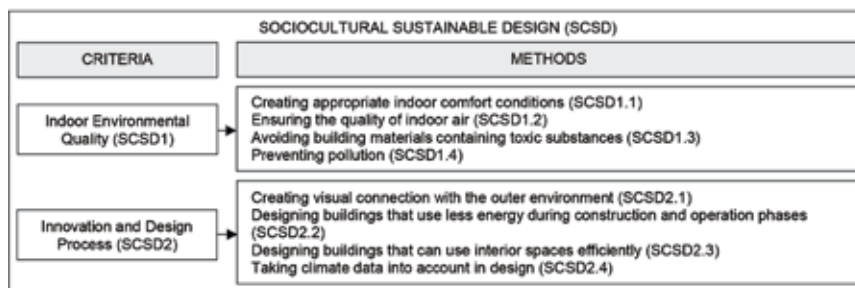 SOCIOCULTURAL SUSTAINABLE DESIGN (SCSD)
CRITERIA
METHODS
Indoor Environmental
Quality (SCSD1)
Creating appropriate indoor comfort conditions (SCSD1.1)
Ensuring the quality of indoor air (SCSD1.2)
Avoiding building materials containing toxic substances (SCSD1.3)
Preventing pollution (SCSD1.4)
Innovation and Design
Process (SCSD2)
Creating visual connection with the outer environment (SCSD2.1)
Designing buildings that use less energy during construction and operation phases
(SCSD2.2)
Designing buildings that can use interior spaces efficiently (SCSD2.3)
Taking climate data into account in design (SCSD2.4)